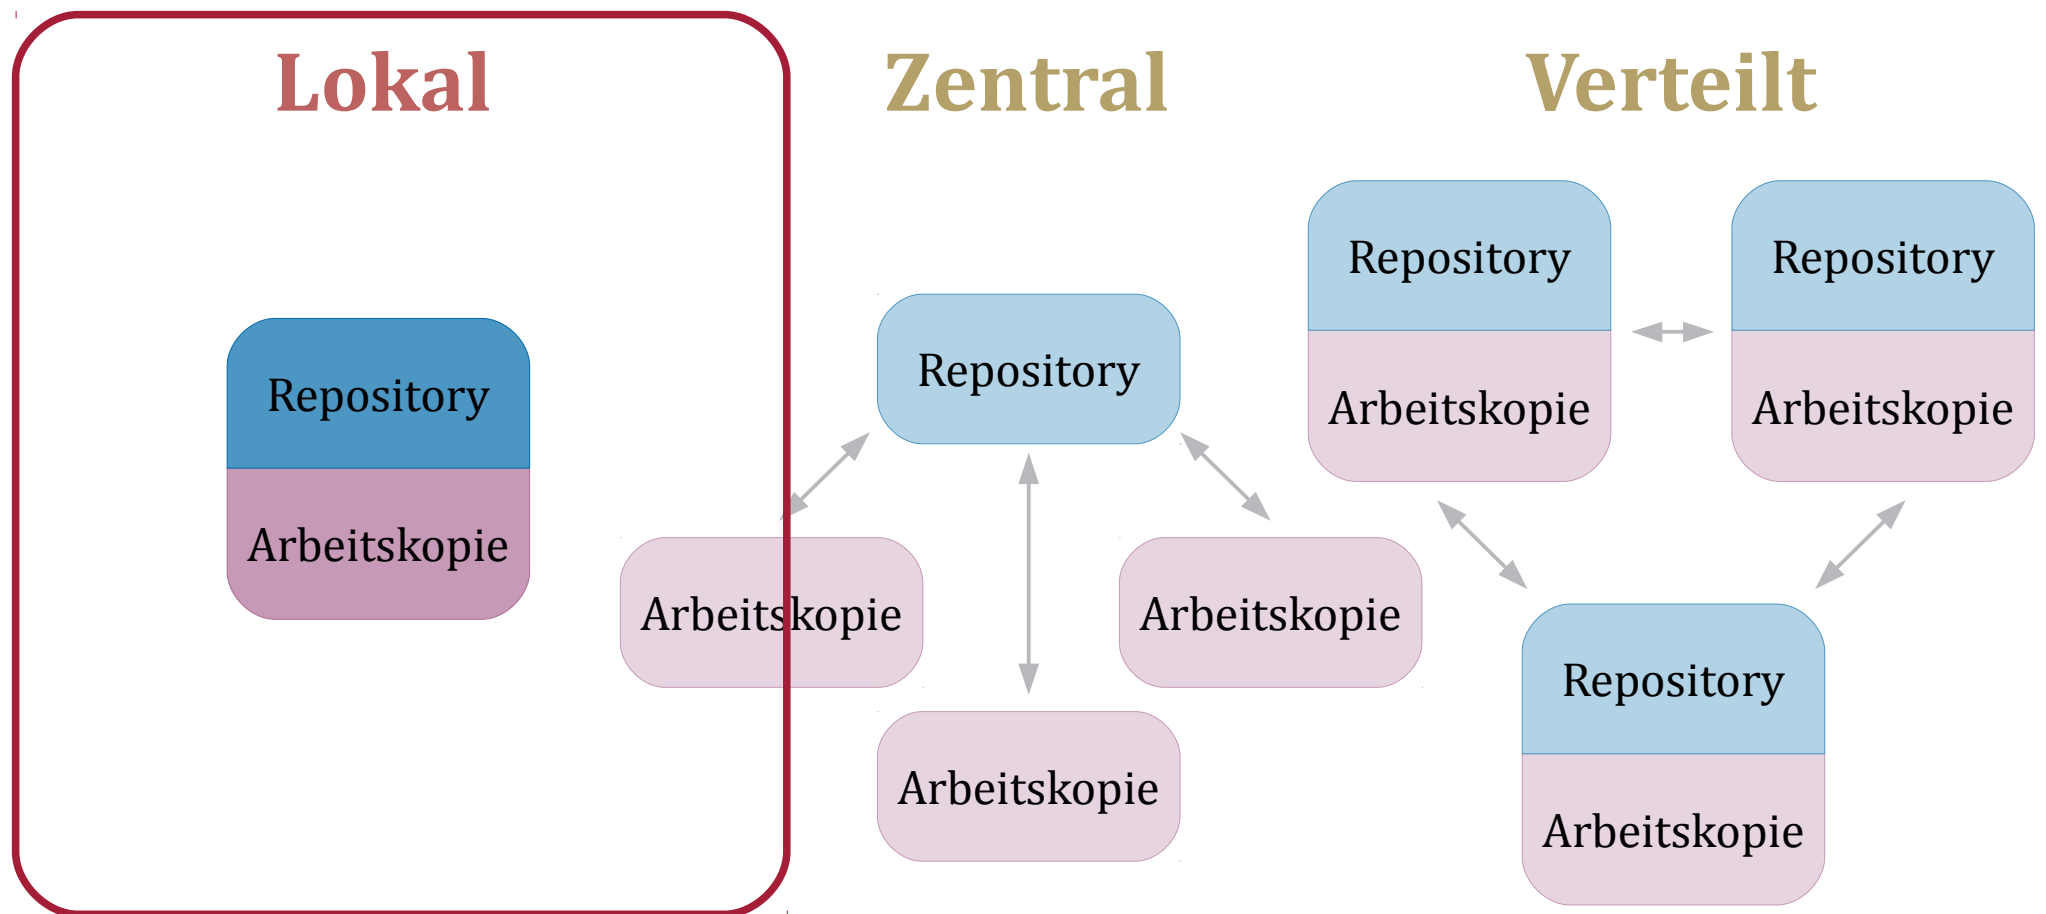 Lokal
Zentral
Verteilt
Repository
Arbeitskopie
Repository
Arbeitskopie
Arbeitskopie
Arbeitskopie
Repository
Arbeitskopie
Repository
Arbeitskopie
Repository
Arbeitskopie